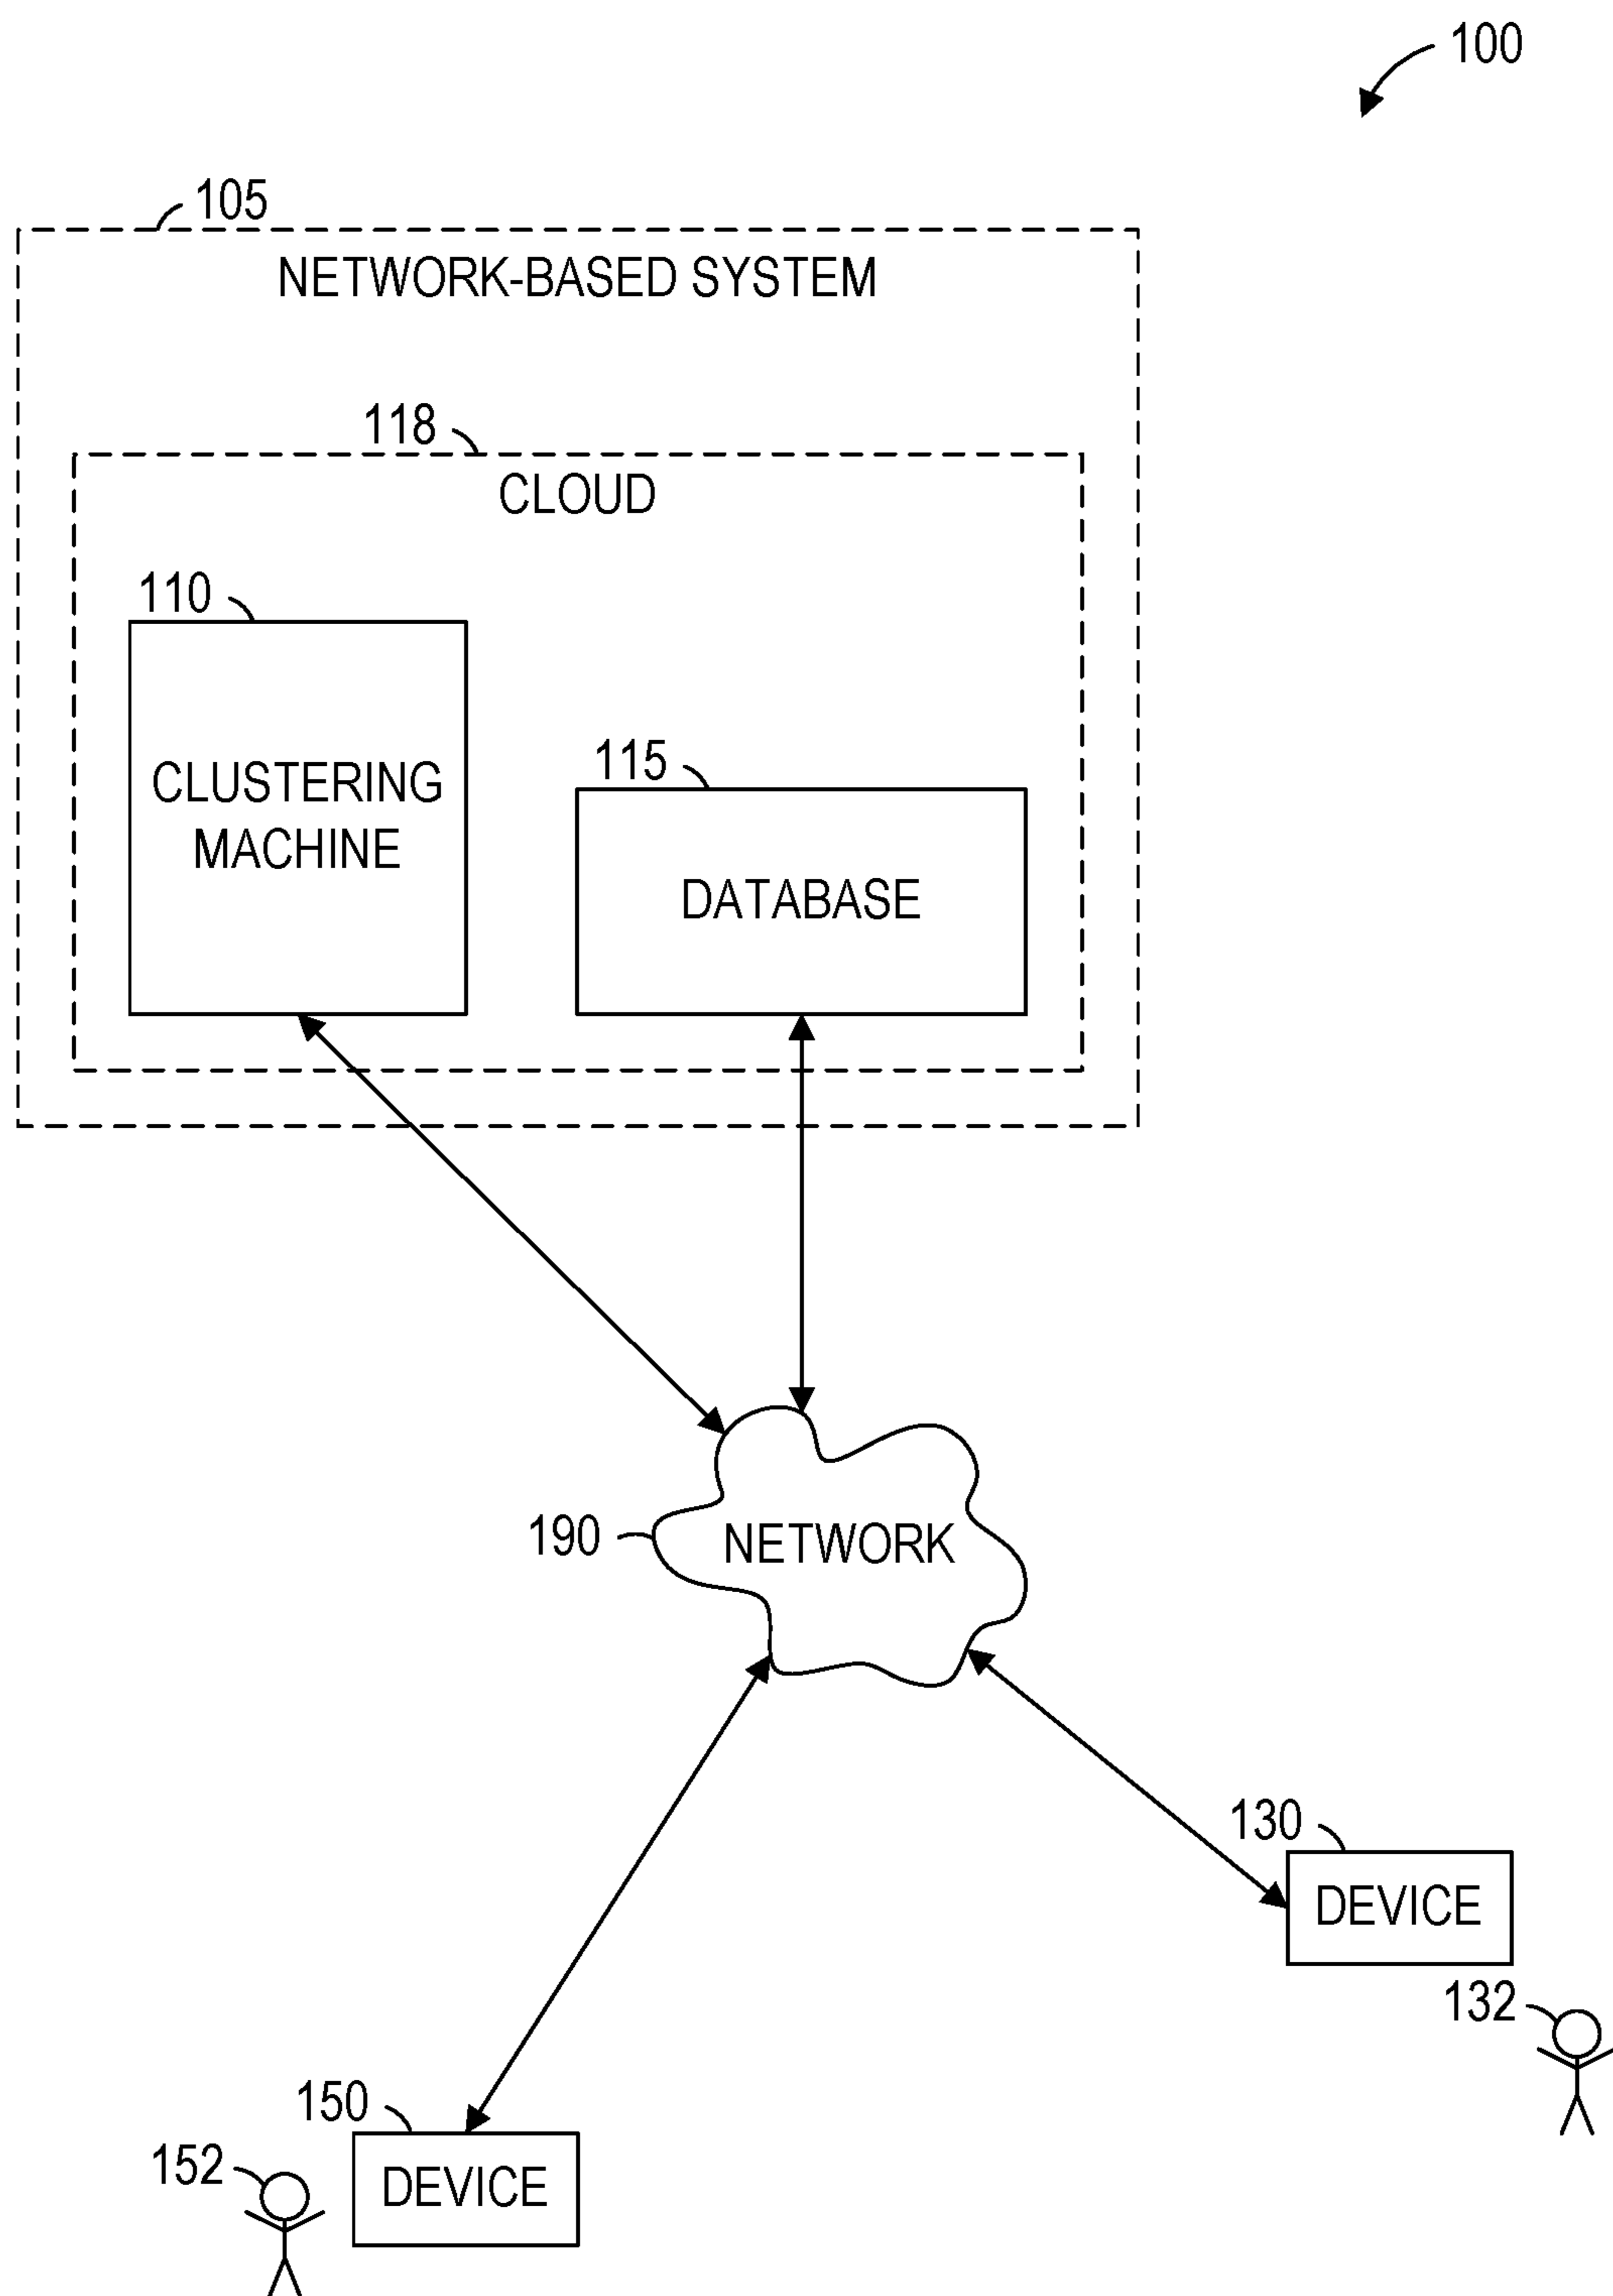 100
105
NETWORK-BASED SYSTEM
118
CLOUD
110
CLUSTERING
MACHINE
115
DATABASE
190
NETWORK
130
DEVICE
132
150
DEVICE
152